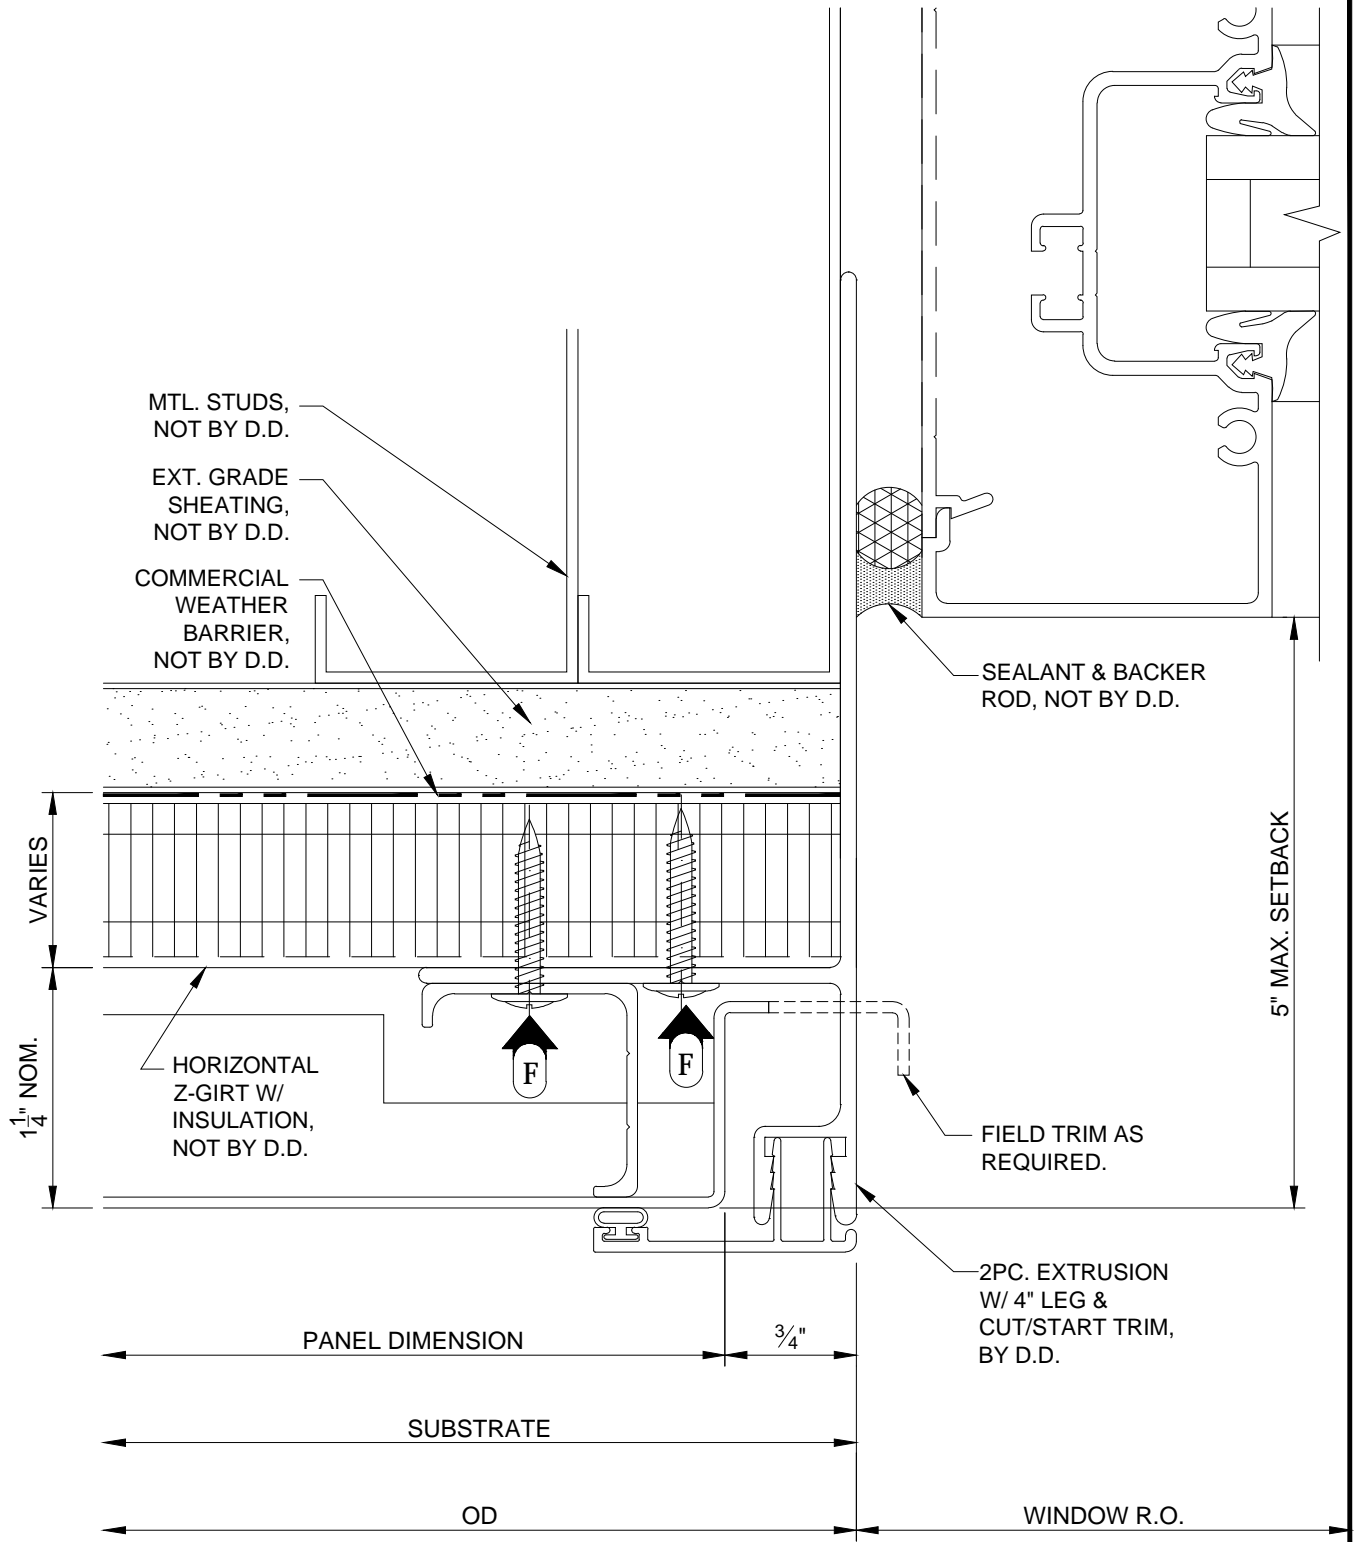 MTL. STUDS,
NOT BY D.D.
EXT. GRADE
SHEATING,
NOT BY D.D.
COMMERCIAL
WEATHER
BARRIER,
NOT BY D.D.
SEALANT & BACKER
ROD, NOT BY D.D.
VARIES
5" MAX. SETBACK
1 1/4" NOM.
HORIZONTAL
Z-GIRT W/
INSULATION,
NOT BY D.D.
F
F
FIELD TRIM AS
REQUIRED.
2PC. EXTRUSION
W/ 4" LEG &
CUT/START TRIM,
BY D.D.
PANEL DIMENSION
3/4"
SUBSTRATE
OD
WINDOW R.O.